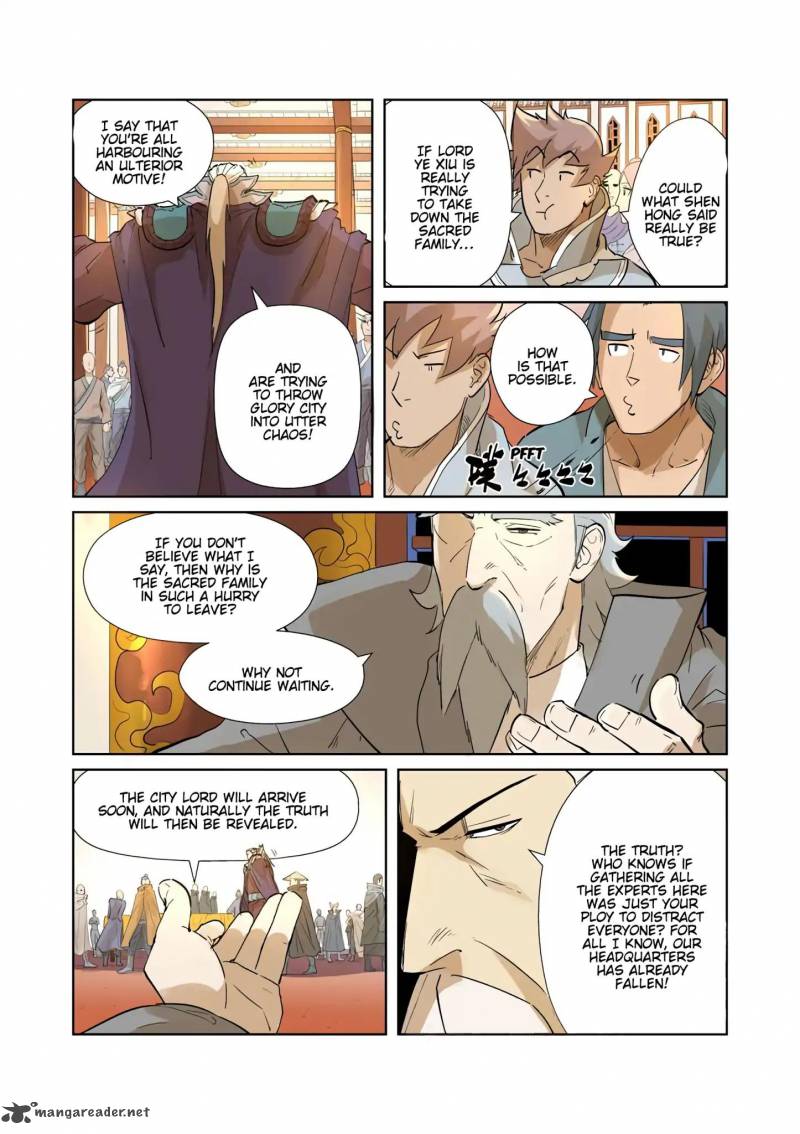 I SAY THAT
YOU'RE ALL
HARBOURING
AN ULTERIOR
MOTIVE!
AND
ARE TRYING
TO THROW
GLORY CITY
INTO UTTER
CHAOS!
IF LORD
YE XIU IS
REALLY
TRYING
TO TAKE
DOWN THE
SACRED
FAMILY...
COULD
WHAT SHEN
HONG SAID
REALLY BE
TRUE?
HOW
IS THAT
POSSIBLE.
PFFT
IF YOU DON'T
BELIEVE WHAT I
SAY, THEN WHY IS
THE SACRED FAMILY
IN SUCH A HURRY
TO LEAVE?
WHY NOT
CONTINUE WAITING.
THE CITY LORD WILL ARRIVE
SOON, AND NATURALLY THE TRUTH
WILL THEN BE REVEALED.
THE TRUTH?
WHO KNOWS IF
GATHERING ALL
THE EXPERTS HERE
WAS JUST YOUR
PLOY TO DISTRACT
EVERYONE? FOR
ALL I KNOW, OUR
HEADQUARTERS
HAS ALREADY
FALLEN!
mangareader.net